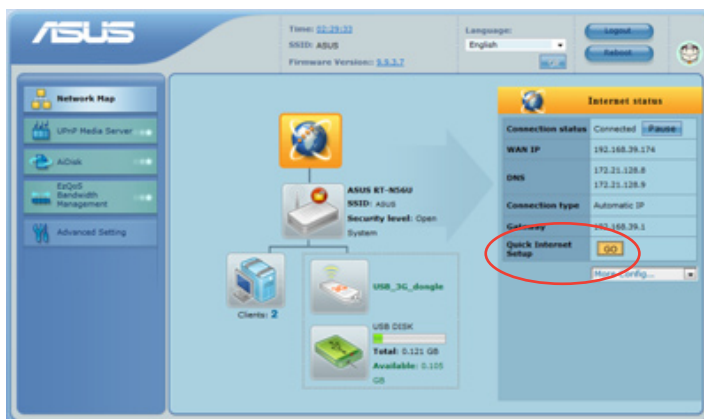 ASUS
Time: 02:29:33
SSID: ASUS
Firmware Version: 9.9.3.7
Language:
English
Logout
Reboot
Network Map
UPnP Media Server
AiDisk
EzQoS
Bandwidth
Management
Advanced Setting
ASUS RT-N56U
SSID: ASUS
Security level: Open
System
Clients: 2
USB_3G_dongle
USB DISK
Total: 0.121 GB
Available: 0.105
GB
Internet status
Connection status Connected Pause
WAN IP 192.168.39.174
DNS 172.21.128.8
172.21.128.9
Connection type Automatic IP
Gateway 192.168.39.1
Quick Internet
Setup GO
More Config...